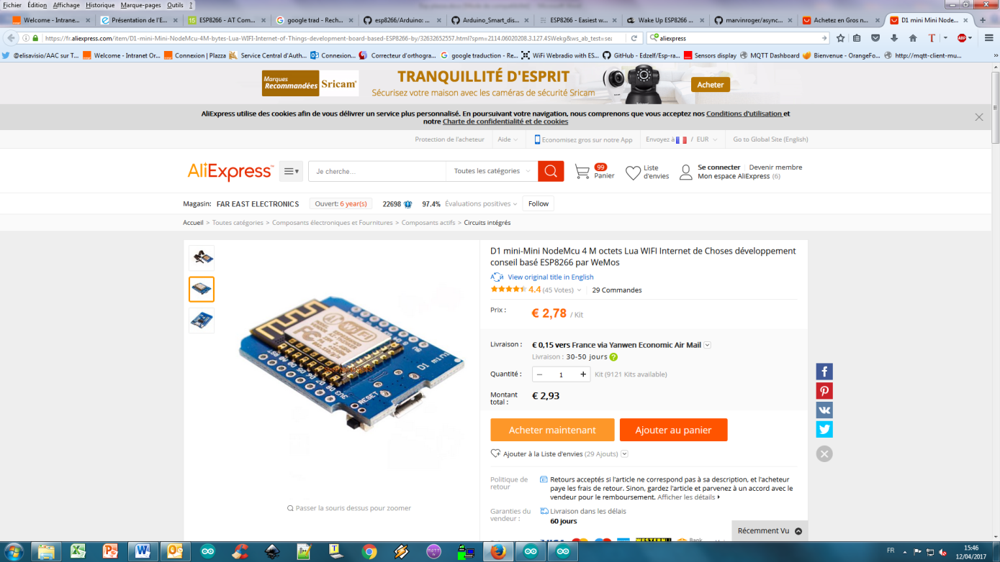 Fichier Édition Affichage Historique Marque-pages Outils ?
Welcome - Intrane...
Présentation de l'E...
ESP8266 - AT Com...
google trad - Rech...
esp8266/Arduino: ...
Arduino_Smart_dis...
ESP8266 - Easiest w...
Wake Up ESP8266 ...
marvinroger/async...
Achetez en Gros n...
D1 mini Mini Node...
https://fr.aliexpress.com/item/D1-mini-Mini-NodeMcu-4M-bytes-Lua-WIFI-Internet-of-Things-development-board-based-ESP8266-by/32632652557.html?spm=2114.06020208.3.127.4SWekg&ws_ab_test=sea
aliexpress
@elisavisio/AAC sur T...
Welcome - Intranet Or...
Connexion | Plazza
Service Central d'Auth...
Connexion...
Correcteur d'orthogra...
google traduction - Re...
WiFi Webradio with ES...
GitHub - Edzelf/Esp-ra...
Sensors display
MQTT Dashboard
Bienvenue - OrangeFo...
http://mqtt-client-mu...
Marques
Recommandées
Sricam
TRANQUILLITÉ D'ESPRIT
Sécurisez votre maison avec les caméras de sécurité Sricam
Acheter
AliExpress utilise des cookies afin de vous délivrer un service plus personnalisé. En poursuivant votre navigation, nous comprenons que vous acceptez nos Conditions d'utilisation et
notre Charte de confidentialité et de cookies
Protection de l'acheteur
Aide
Economisez gros sur notre App
Envoyez à / EUR
Go to Global Site (English)
AliExpress
Je cherche...
Toutes les catégories
99
Panier
Liste
d'envies
Se connecter Devenir membre
Mon espace AliExpress (6)
Magasin: FAR EAST ELECTRONICS
Ouvert: 6 year(s)
22698
97.4% Évaluations positives
Follow
Accueil > Toutes catégories > Composants électroniques et Fournitures > Composants actifs > Circuits intégrés
D1 mini-Mini NodeMcu 4 M octets Lua WIFI Internet de Choses développement
conseil basé ESP8266 par WeMos
View original title in English
4.4 (45 Votes)
29 Commandes
Prix :
€ 2,78 / Kit
Livraison :
€ 0,15 vers France via Yanwen Economic Air Mail
Livraison : 30-50 jours
Quantité :
− 1 +
Kit (9121 Kits available)
Montant
total :
€ 2,93
Acheter maintenant
Ajouter au panier
Ajouter à la Liste d'envies (29 Ajouts)
Politique de
retour
Retours acceptés si l'article ne correspond pas à sa description, et l'acheteur
paye les frais de retour. Sinon, gardez l'article et parvenez à un accord avec le
vendeur pour le remboursement. Afficher les détails
Garanties du
vendeur :
Livraison dans les délais
60 jours
WiFi
D1 mini
RESET
Passer la souris dessus pour zoomer
Récemment Vu
FR
15:46
12/04/2017